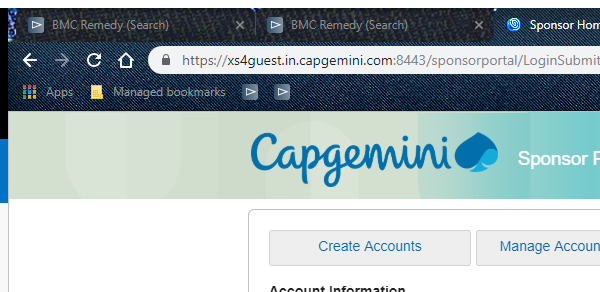 BMC Remedy (Search) BMC Remedy (Search) Sponsor Hom
https://xs4guest.in.capgemini.com:8443/sponsorportal/LoginSubmit
Apps Managed bookmarks
Capgemini Sponsor P
Create Accounts Manage Accoun
Account Information